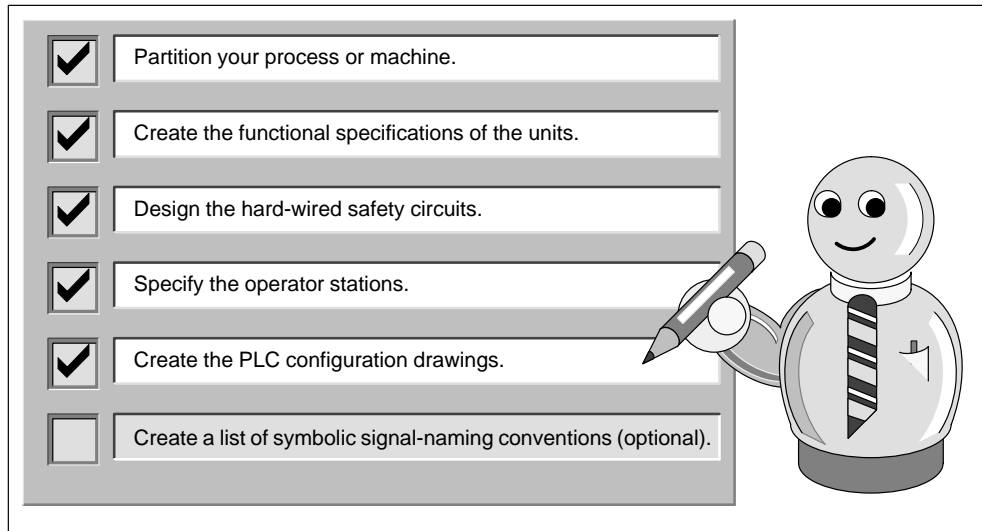 Partition your process or machine.
Create the functional specifications of the units.
Design the hard-wired safety circuits.
Specify the operator stations.
Create the PLC configuration drawings.
Create a list of symbolic signal-naming conventions (optional).